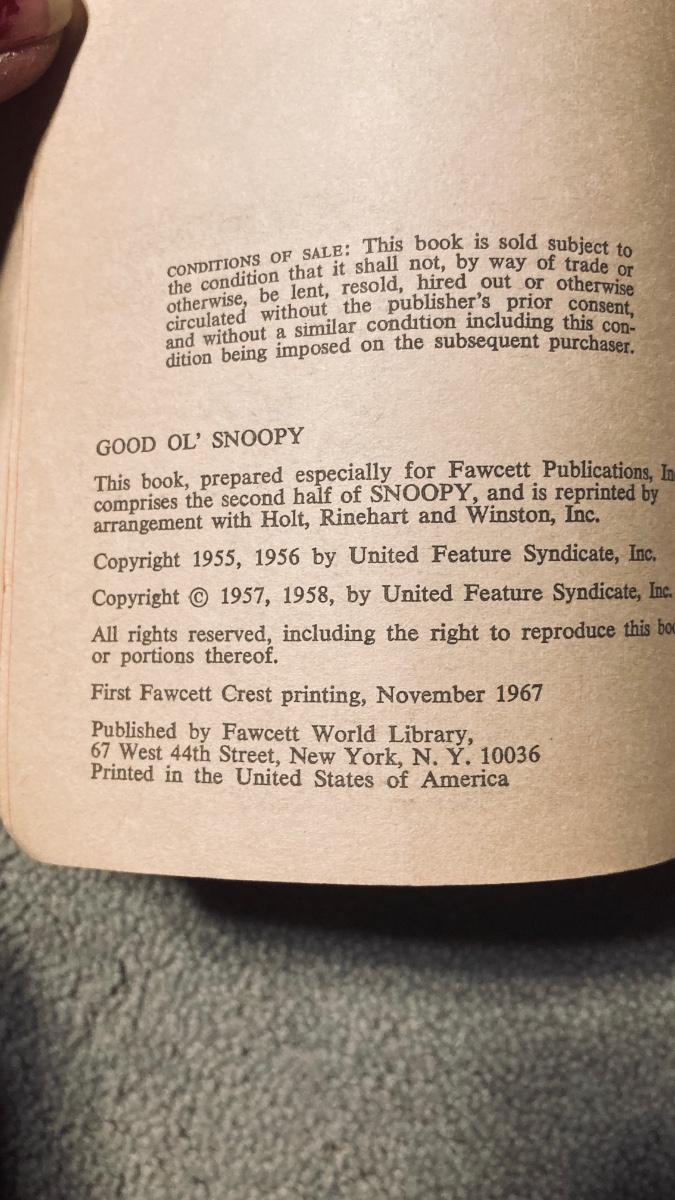 CONDITIONS OF SALE: This book is sold subject to
the condition that it shall not, by way of trade or
otherwise, be lent, resold, hired out or otherwise
circulated without the publisher's prior consent,
and without a similar condition including this con-
dition being imposed on the subsequent purchaser.
GOOD OL' SNOOPY
This book, prepared especially for Fawcett Publications,
comprises the second half of SNOOPY, and is reprinted by
arrangement with Holt, Rinehart and Winston, Inc.
Copyright 1955, 1956 by United Feature Syndicate, Inc.
Copyright © 1957, 1958, by United Feature Syndicate, Inc.
All rights reserved, including the right to reproduce this
or portions thereof.
First Fawcett Crest printing, November 1967
Published by Fawcett World Library,
67 West 44th Street, New York, N. Y. 10036
Printed in the United States of America